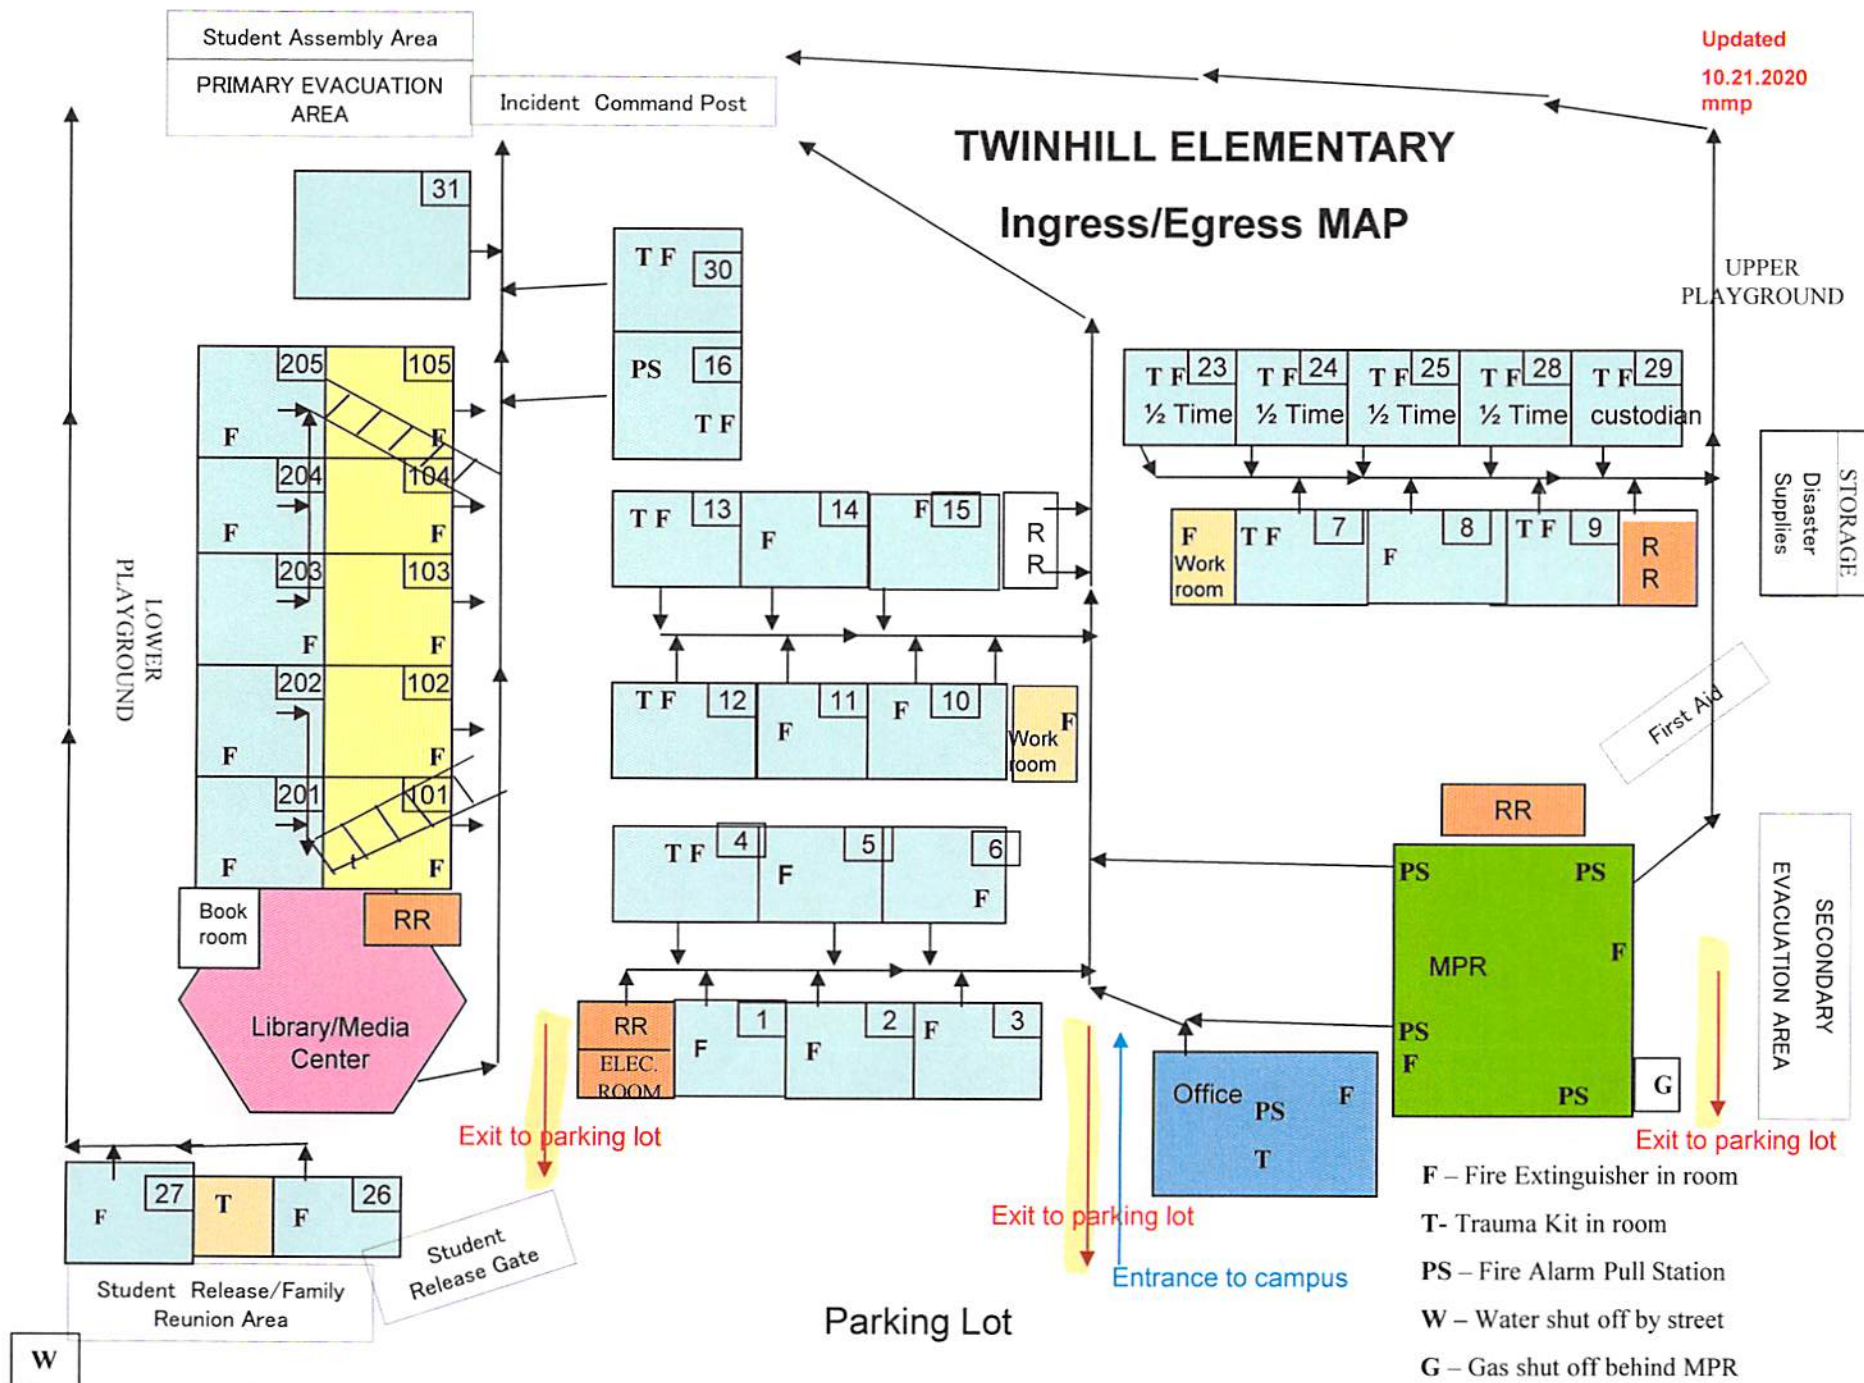 Student Assembly Area
PRIMARY EVACUATION
AREA
Incident Command Post
Updated
10.21.2020
mmp
TWINHILL ELEMENTARY
Ingress/Egress MAP
UPPER
PLAYGROUND
31
T F
30
PS
16
T F
205
F
105
F
204
F
104
F
203
F
103
F
202
F
102
F
201
F
101
F
t
LOWER
PLAYGROUND
T F 23
½ Time
T F 24
½ Time
T F 25
½ Time
T F 28
½ Time
T F 29
custodian
STORAGE
Disaster
Supplies
T F 13
F 14
F 15
R
R
F
Work
room
T F 7
F 8
T F 9
R
R
T F 12
F 11
F 10
F
Work
room
First Aid
T F 4
F 5
6
F
RR
PS
PS
MPR
F
PS
F
PS
G
SECONDARY
EVACUATION AREA
Book
room
RR
Library/Media
Center
RR
ELEC.
ROOM
F 1
F 2
F 3
Office
PS
F
T
Exit to parking lot
Exit to parking lot
Exit to parking lot
Entrance to campus
F 27
T
F 26
Student
Release Gate
Student Release/Family
Reunion Area
W
Parking Lot
F – Fire Extinguisher in room
T- Trauma Kit in room
PS – Fire Alarm Pull Station
W – Water shut off by street
G – Gas shut off behind MPR